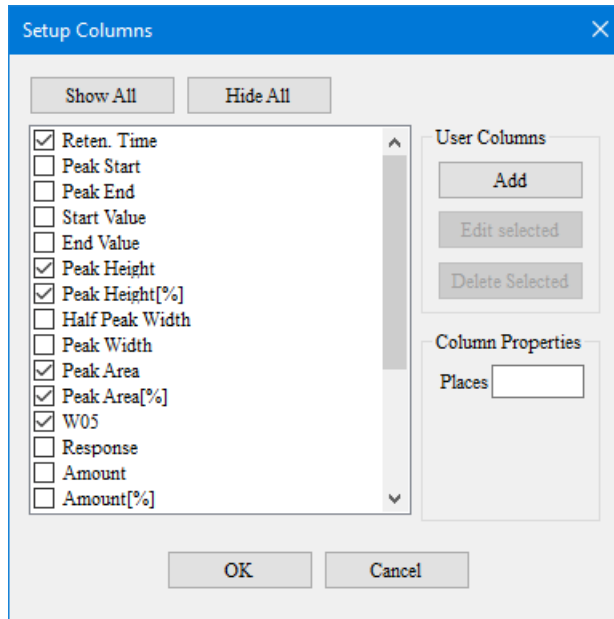 Setup Columns
Show All
Hide All
Reten. Time
Peak Start
Peak End
Start Value
End Value
Peak Height
Peak Height[%]
Half Peak Width
Peak Width
Peak Area
Peak Area[%]
W05
Response
Amount
Amount[%]
User Columns
Add
Edit selected
Delete Selected
Column Properties
Places
OK
Cancel